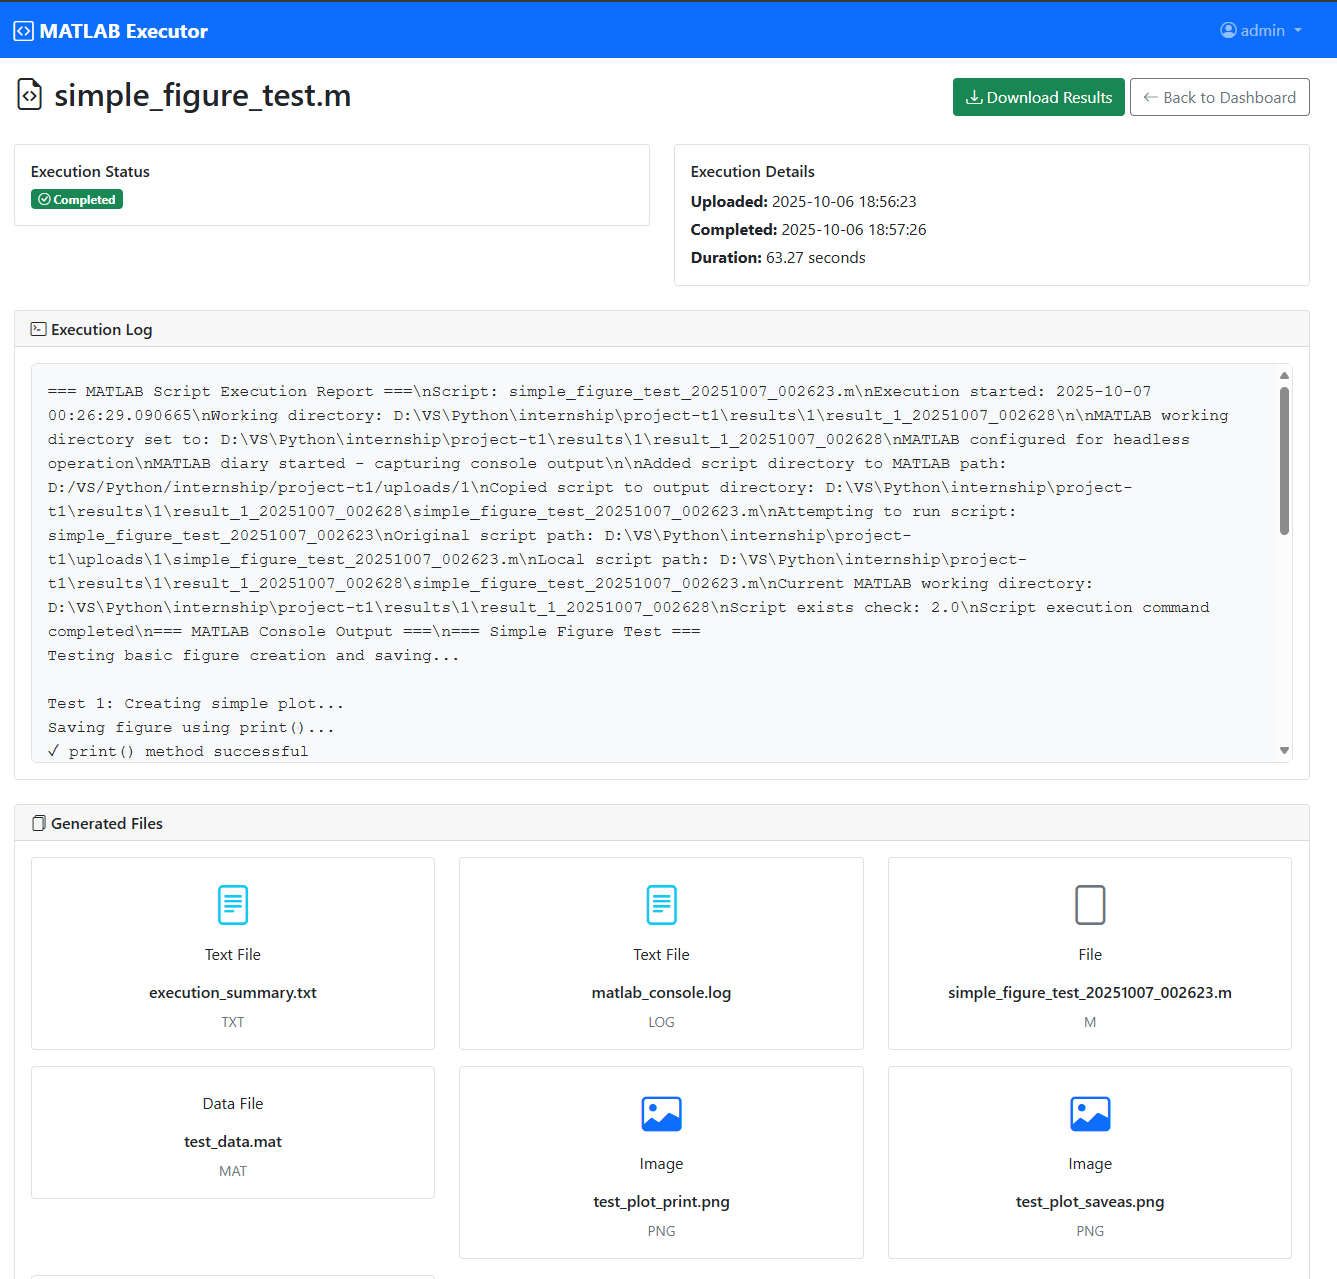 MATLAB Executor
admin
simple_figure_test.m
Download Results
← Back to Dashboard
Execution Status
Completed
Execution Details
Uploaded: 2025-10-06 18:56:23
Completed: 2025-10-06 18:57:26
Duration: 63.27 seconds
Execution Log
=== MATLAB Script Execution Report ===\nScript: simple_figure_test_20251007_002623.m\nExecution started: 2025-10-07
00:26:29.090665\nWorking directory: D:\VS\Python\internship\project-t1\results\1\result_1_20251007_002628\n\nMATLAB working
directory set to: D:\VS\Python\internship\project-t1\results\1\result_1_20251007_002628\nMATLAB configured for headless
operation\nMATLAB diary started - capturing console output\n\nAdded script directory to MATLAB path:
D:/VS/Python/internship/project-t1/uploads/1\nCopied script to output directory: D:\VS\Python\internship\project-
t1\results\1\result_1_20251007_002628\simple_figure_test_20251007_002623.m\nAttempting to run script:
simple_figure_test_20251007_002623\nOriginal script path: D:\VS\Python\internship\project-
t1\uploads\1\simple_figure_test_20251007_002623.m\nLocal script path: D:\VS\Python\internship\project-
t1\results\1\result_1_20251007_002628\simple_figure_test_20251007_002623.m\nCurrent MATLAB working directory:
D:\VS\Python\internship\project-t1\results\1\result_1_20251007_002628\nScript exists check: 2.0\nScript execution command
completed\n=== MATLAB Console Output ===\n=== Simple Figure Test ===
Testing basic figure creation and saving...
Test 1: Creating simple plot...
Saving figure using print()...
✓ print() method successful
Generated Files
Text File
execution_summary.txt
TXT
Text File
matlab_console.log
LOG
File
simple_figure_test_20251007_002623.m
M
Data File
test_data.mat
MAT
Image
test_plot_print.png
PNG
Image
test_plot_saveas.png
PNG